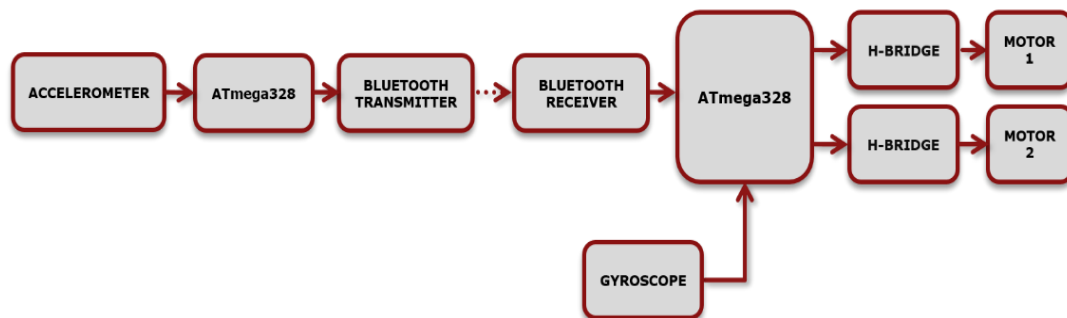 ACCELEROMETER
ATmega328
BLUETOOTH
TRANSMITTER
BLUETOOTH
RECEIVER
ATmega328
H-BRIDGE
MOTOR
1
H-BRIDGE
MOTOR
2
GYROSCOPE